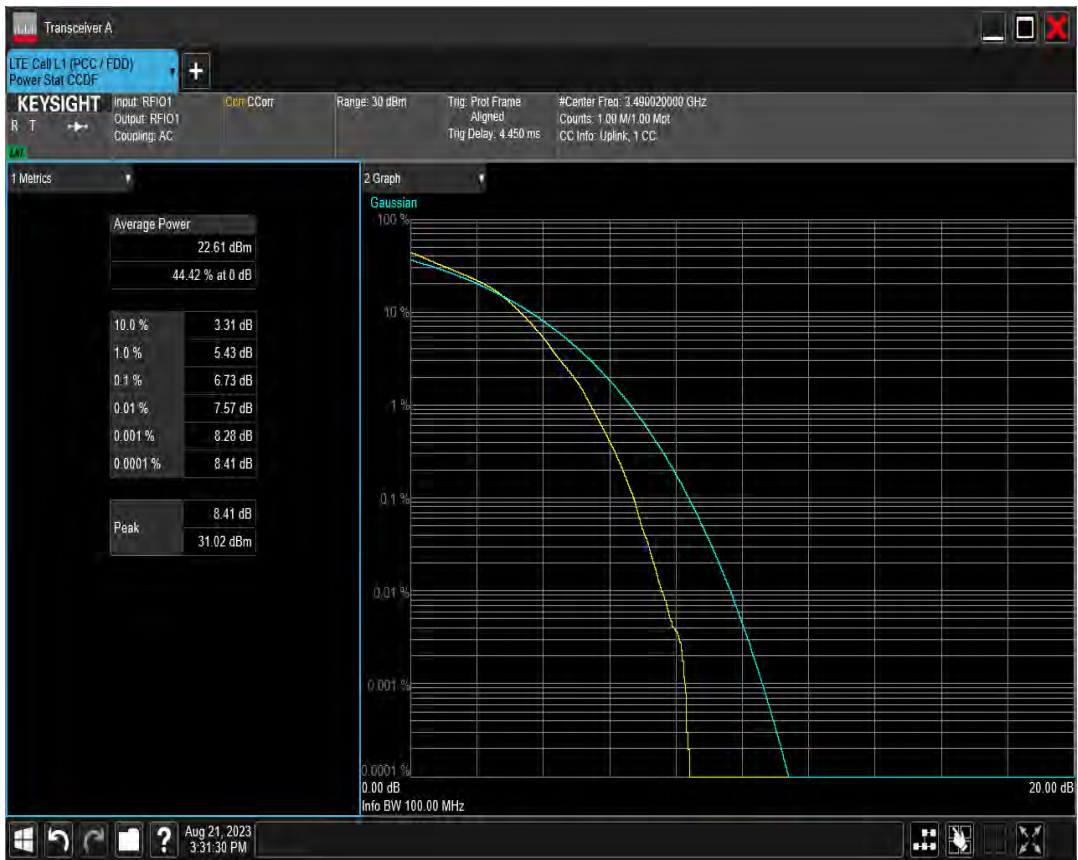 Transceiver A
LTE Cell L1 (PCC / FDD)
Power Stat CCDF
+
KEYSIGHT
R T
LXI
Input: RFIO1
Output: RFIO1
Coupling: AC
Corr CCorr
Range: 30 dBm
Trig: Prot Frame
Aligned
Trig Delay: 4.450 ms
#Center Freq: 3.490020000 GHz
Counts: 1.00 M/1.00 Mpt
CC Info: Uplink, 1 CC
1 Metrics
Average Power
22.61 dBm
44.42 % at 0 dB
10.0 % 3.31 dB
1.0 % 5.43 dB
0.1 % 6.73 dB
0.01 % 7.57 dB
0.001 % 8.28 dB
0.0001 % 8.41 dB
Peak
8.41 dB
31.02 dBm
2 Graph
Gaussian
100 %
10 %
1 %
0.1 %
0.01 %
0.001 %
0.0001 %
0.00 dB 20.00 dB
Info BW 100.00 MHz
?
Aug 21, 2023
3:31:30 PM